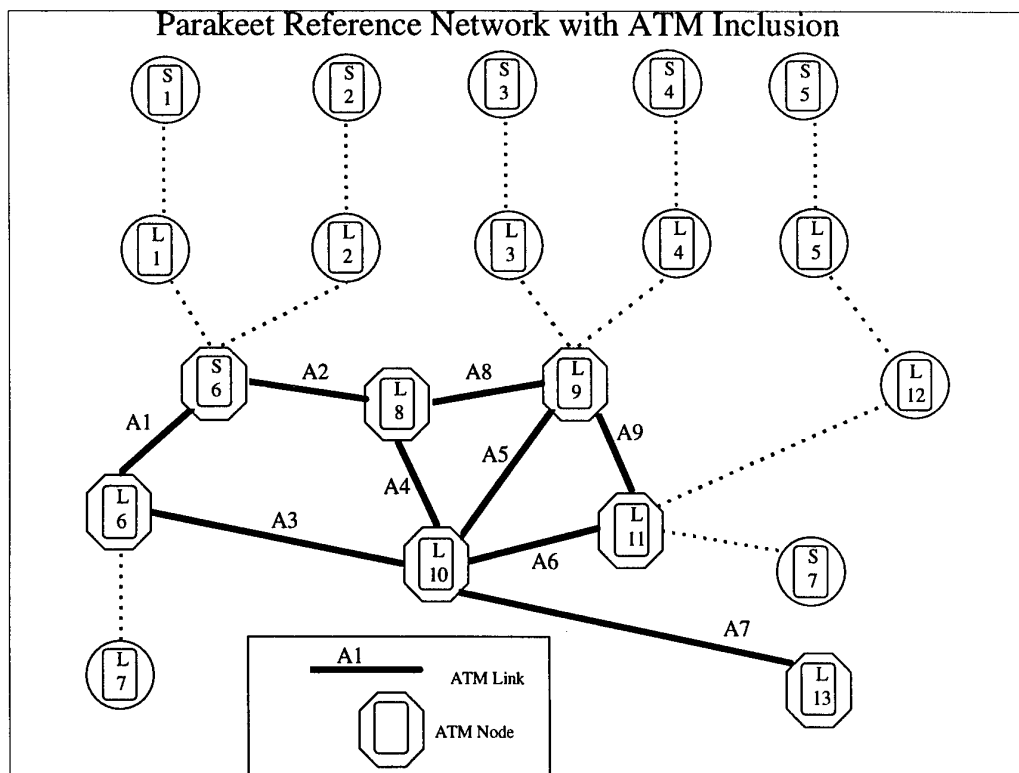 Parakeet Reference Network with ATM Inclusion
S 1
S 2
S 3
S 4
S 5
L 1
L 2
L 3
L 4
L 5
S 6
A2
L 8
A8
L 9
L 12
A1
A5
A9
A4
L 6
A3
L 10
A6
L 11
S 7
A7
L 7
L 13
A1
ATM Link
ATM Node